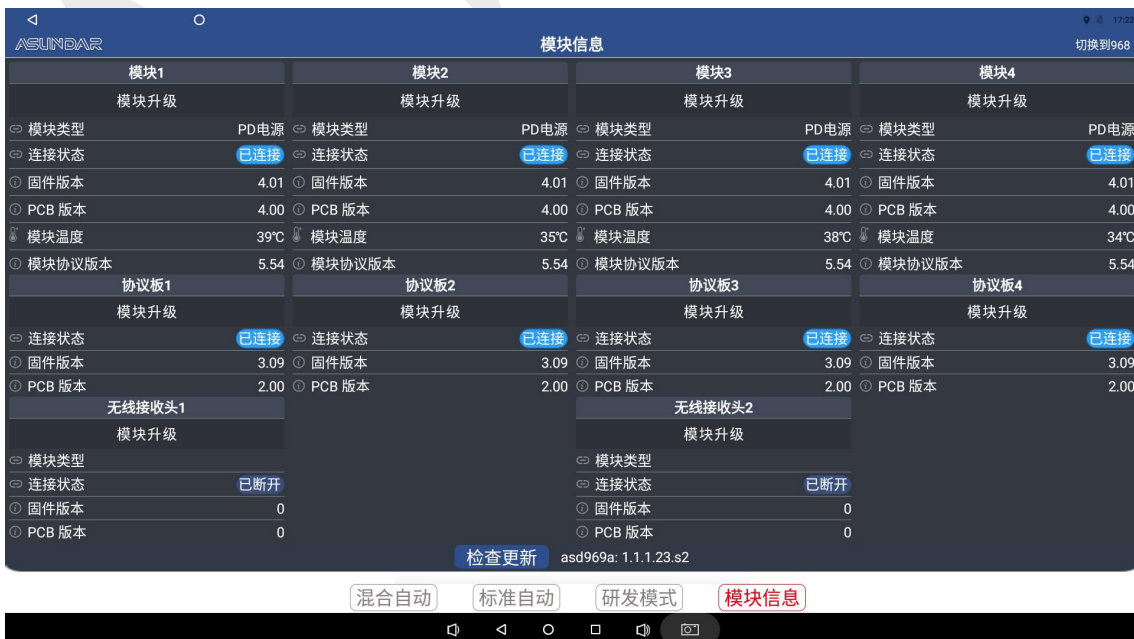 17:22
ASUNDAR 模块信息 切换到968
模块1 模块2 模块3 模块4
模块升级 模块升级 模块升级 模块升级
模块类型 PD电源 模块类型 PD电源 模块类型 PD电源 模块类型 PD电源
连接状态 已连接 连接状态 已连接 连接状态 已连接 连接状态 已连接
固件版本 4.01 固件版本 4.01 固件版本 4.01 固件版本 4.01
PCB 版本 4.00 PCB 版本 4.00 PCB 版本 4.00 PCB 版本 4.00
模块温度 39℃ 模块温度 35℃ 模块温度 38℃ 模块温度 34℃
模块协议版本 5.54 模块协议版本 5.54 模块协议版本 5.54 模块协议版本 5.54
协议板1 协议板2 协议板3 协议板4
模块升级 模块升级 模块升级 模块升级
连接状态 已连接 连接状态 已连接 连接状态 已连接 连接状态 已连接
固件版本 3.09 固件版本 3.09 固件版本 3.09 固件版本 3.09
PCB 版本 2.00 PCB 版本 2.00 PCB 版本 2.00 PCB 版本 2.00
无线接收头1 无线接收头2
模块升级 模块升级
模块类型 模块类型
连接状态 已断开 连接状态 已断开
固件版本 0 固件版本 0
PCB 版本 0 PCB 版本 0
检查更新 asd969a: 1.1.1.23.s2
混合自动 标准自动 研发模式 模块信息